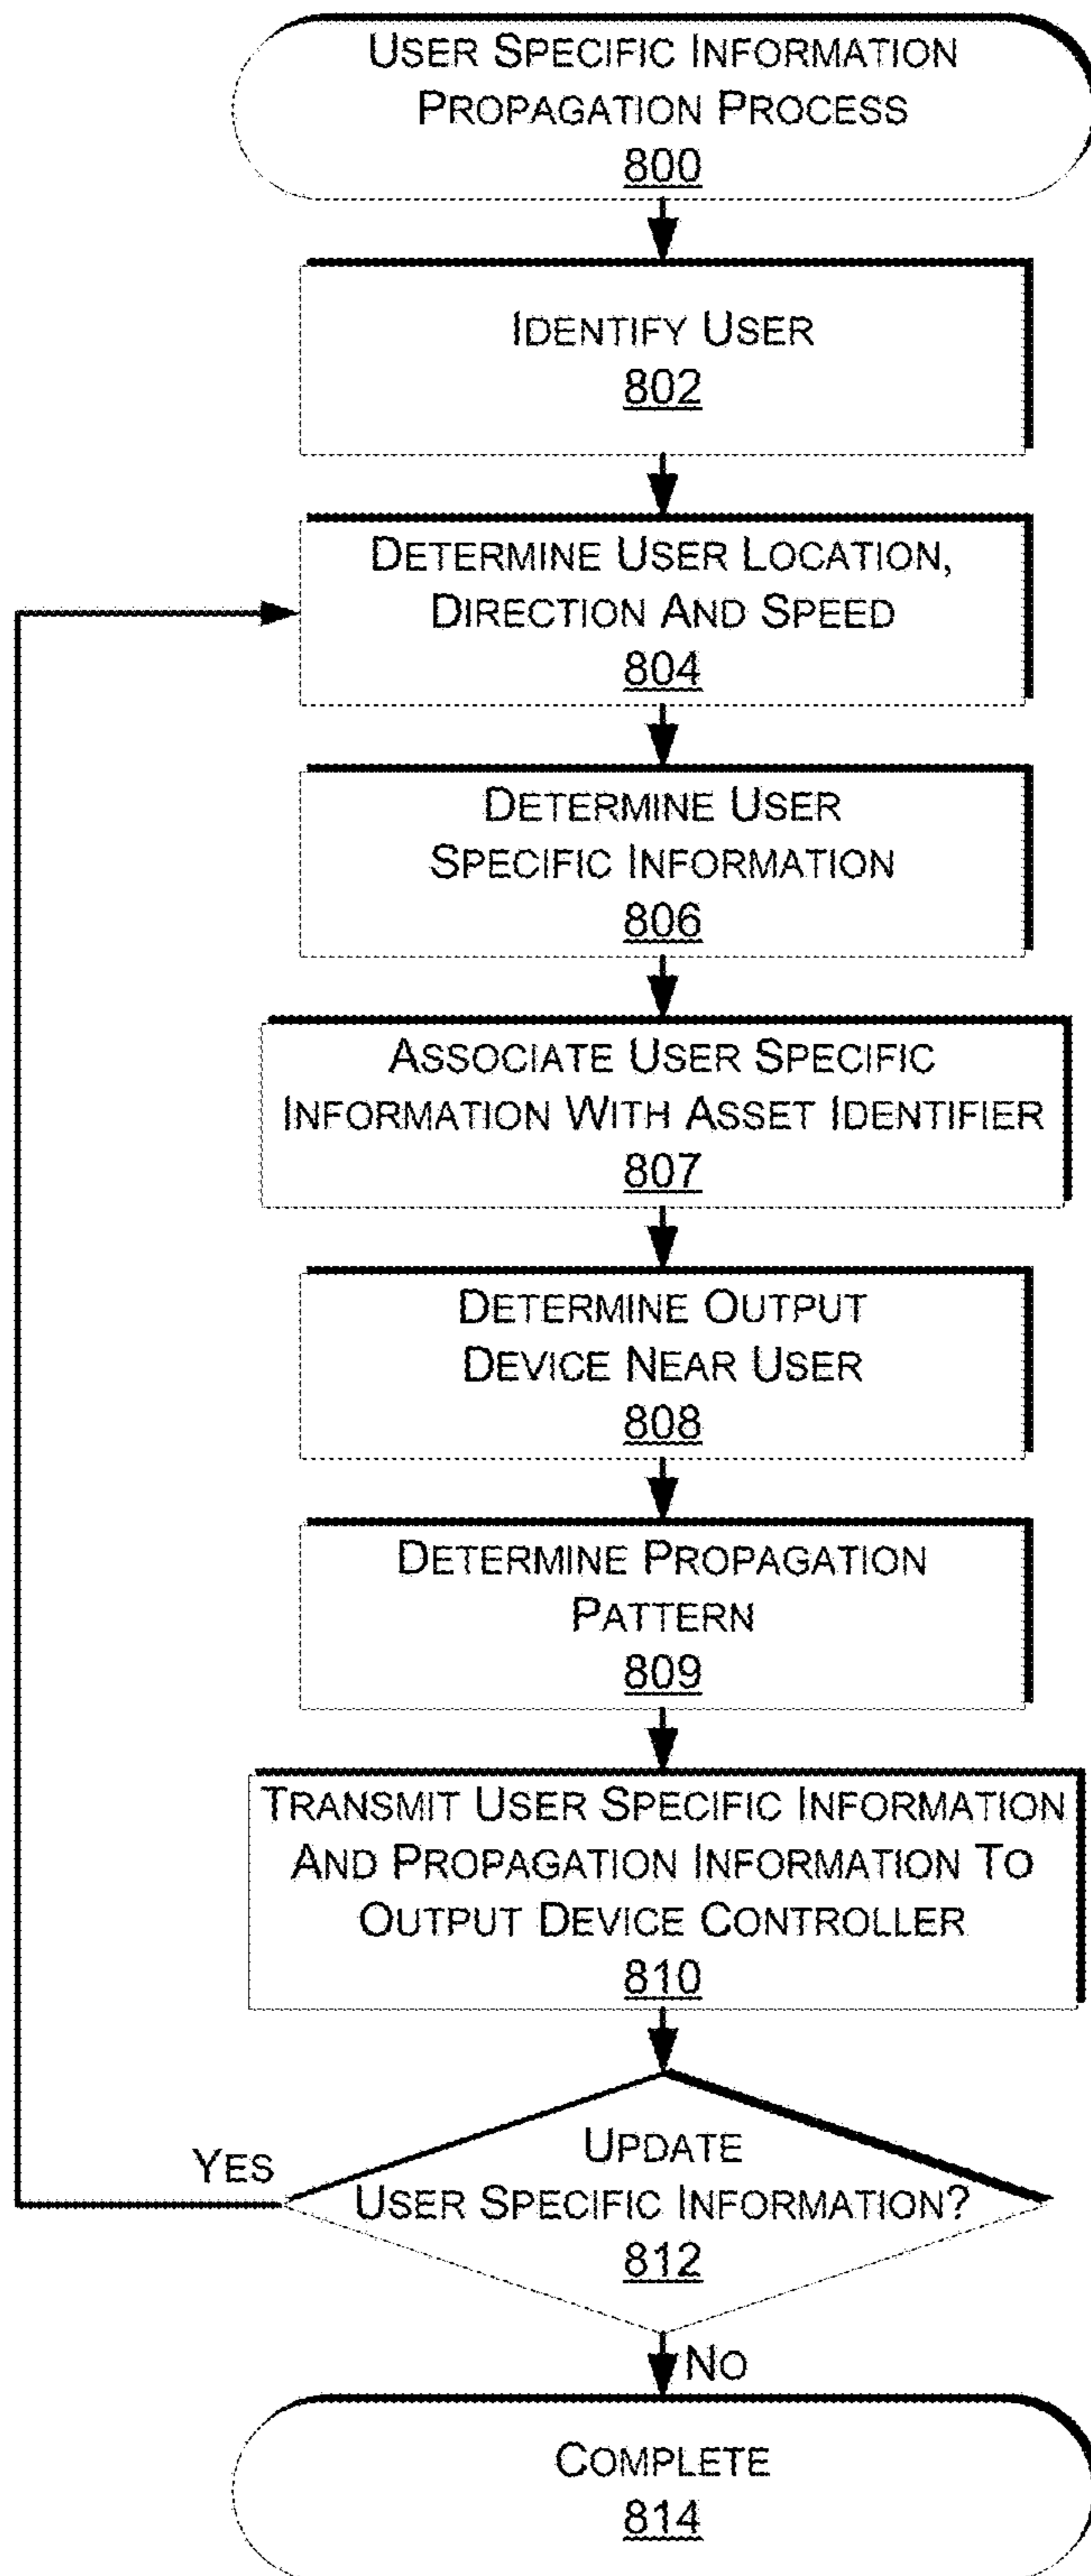 USER SPECIFIC INFORMATION
PROPAGATION PROCESS
800
IDENTIFY USER
802
DETERMINE USER LOCATION,
DIRECTION AND SPEED
804
DETERMINE USER
SPECIFIC INFORMATION
806
ASSOCIATE USER SPECIFIC
INFORMATION WITH ASSET IDENTIFIER
807
DETERMINE OUTPUT
DEVICE NEAR USER
808
DETERMINE PROPAGATION
PATTERN
809
TRANSMIT USER SPECIFIC INFORMATION
AND PROPAGATION INFORMATION TO
OUTPUT DEVICE CONTROLLER
810
YES
UPDATE
USER SPECIFIC INFORMATION?
812
NO
COMPLETE
814